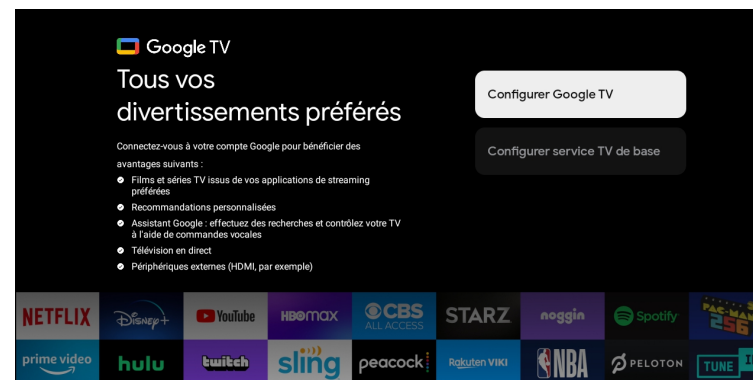 Google TV
Tous vos
divertissements préférés
Connectez-vous à votre compte Google pour bénéficier des
avantages suivants :
Films et séries TV issus de vos applications de streaming
préférées
Recommandations personnalisées
Assistant Google : effectuez des recherches et contrôlez votre TV
à l'aide de commandes vocales
Télévision en direct
Périphériques externes (HDMI, par exemple)
Configurer Google TV
Configurer service TV de base
NETFLIX Disney+ YouTube HBOMAX CBS ALL ACCESS STARZ noggin Spotify PAC-MAN 256
prime video hulu twitch sling peacock Rakuten VIKI NBA PELOTON TUNE